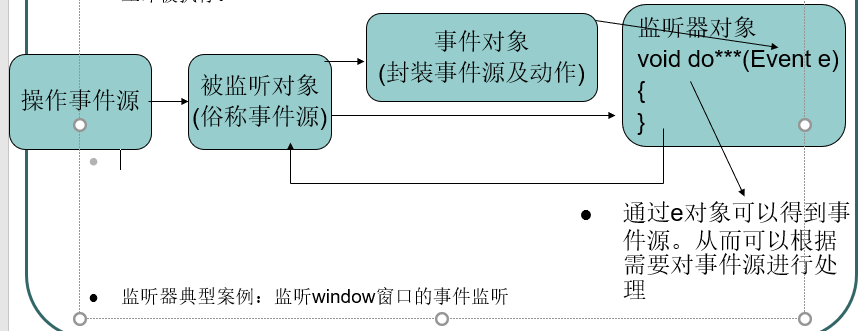 操作事件源
被监听对象
(俗称事件源)
事件对象
(封装事件源及动作)
监听器对象
void do***(Event e)
{
}
通过e对象可以得到事
件源。从而可以根据
需要对事件源进行处
理
监听器典型案例：监听window窗口的事件监听